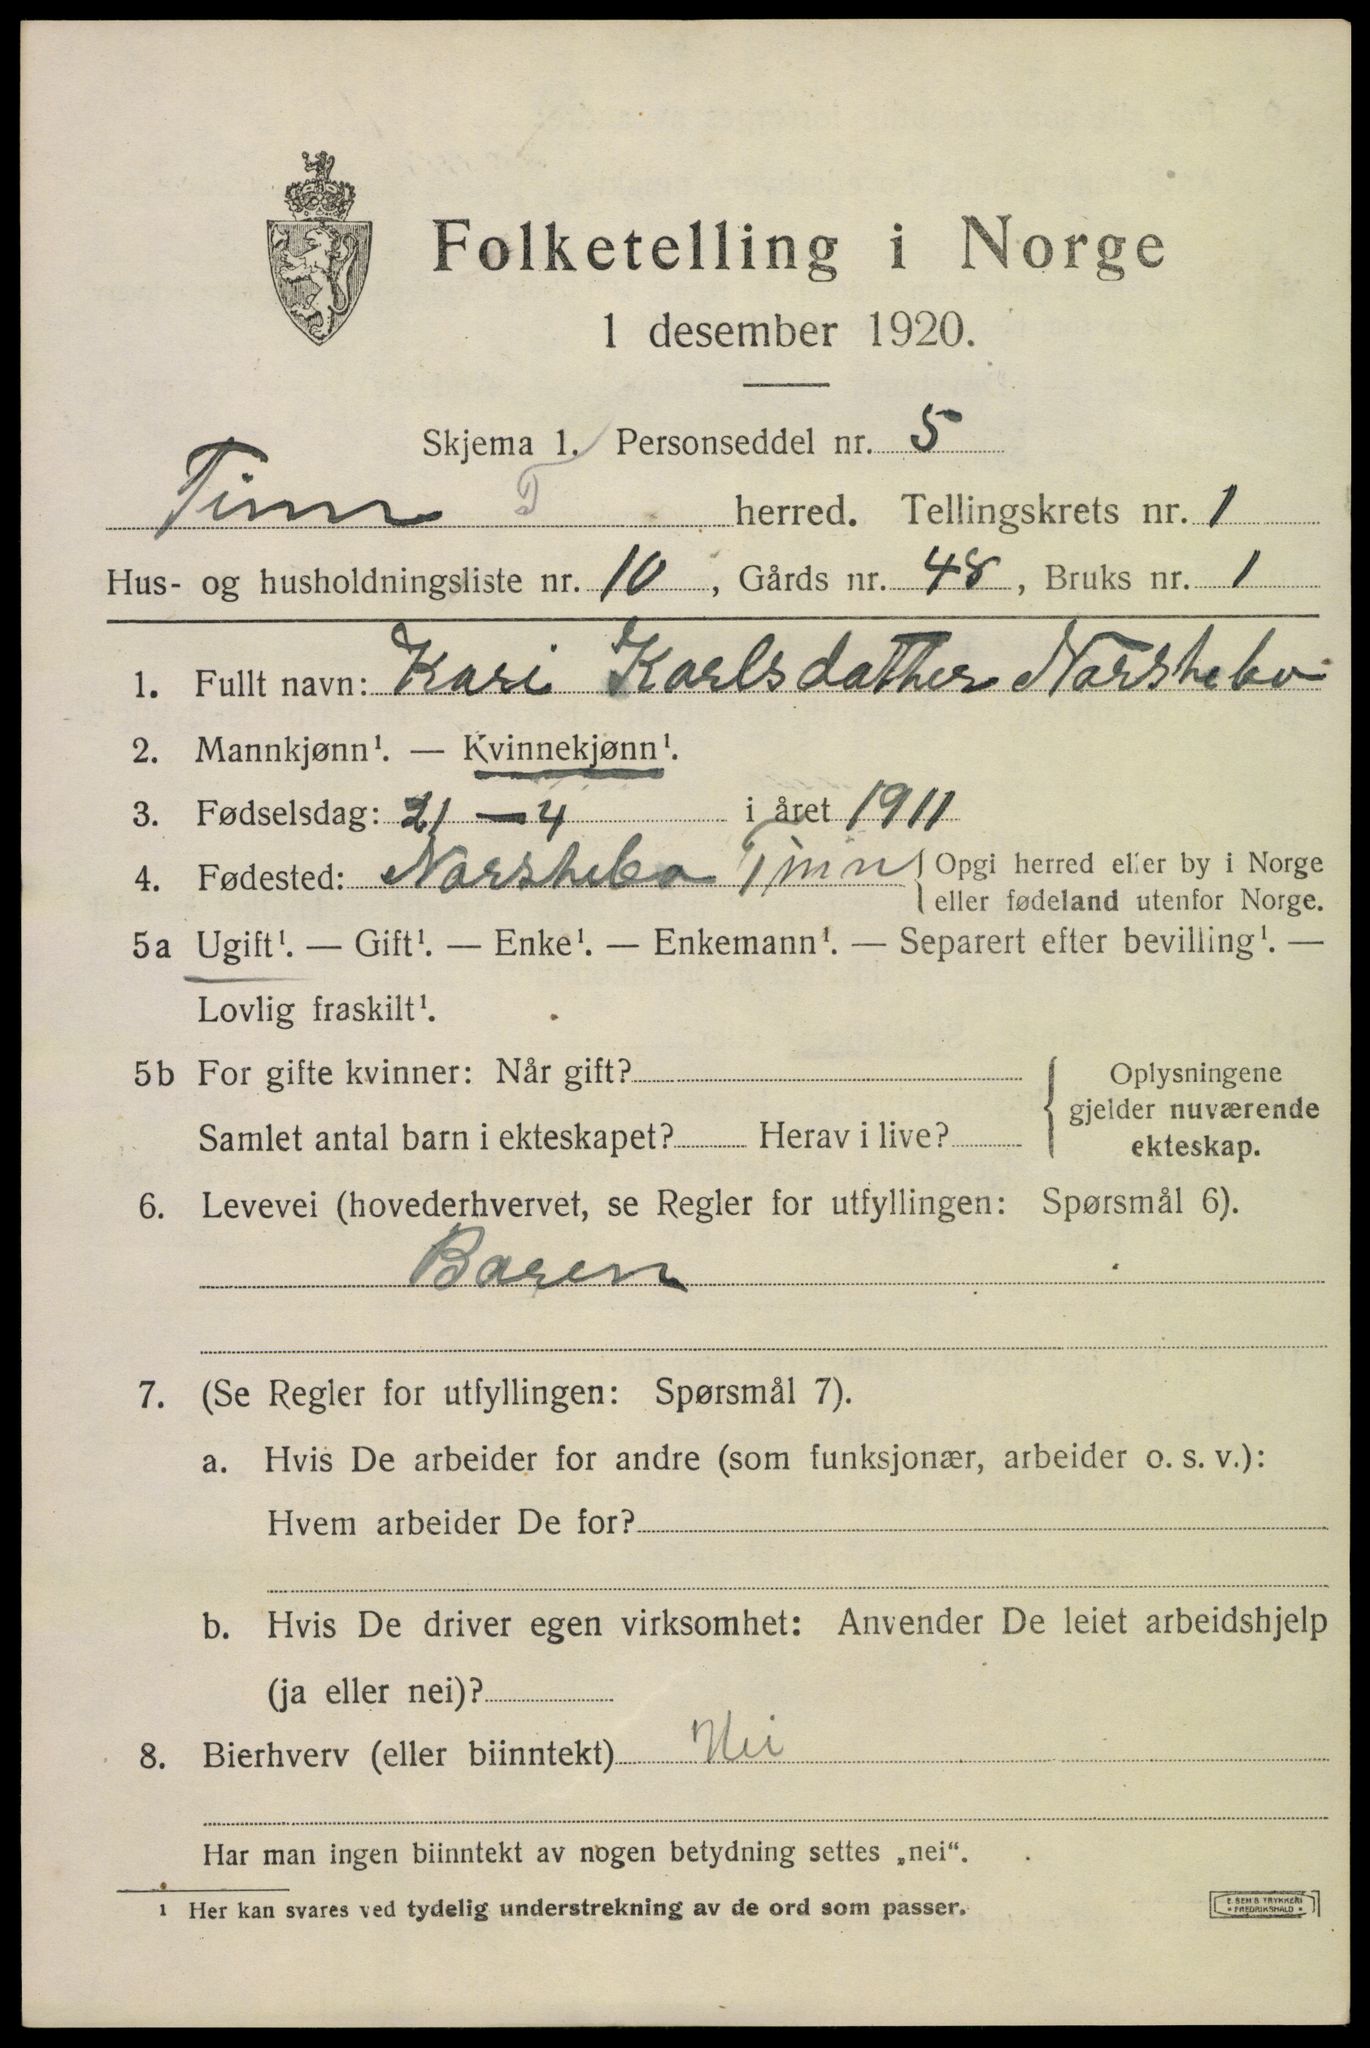 Folketelling i Norge
1 desember 1920.
Skjema 1. Personseddel nr. 5
Tinn T herred. Tellingskrets nr. 1
Hus- og husholdningsliste nr. 10, Gårds nr. 48, Bruks nr. 1
1. Fullt navn: Kari Karlsdather Norshebo
2. Mannkjønn¹. — Kvinnekjønn¹.
3. Fødselsdag: 21 — 4 i året 1911
4. Fødested: Norshebo Tinn { Opgi herred eller by i Norge
eller fødeland utenfor Norge.
5a Ugift¹. — Gift¹. — Enke¹. — Enkemann¹. — Separert efter bevilling¹. —
Lovlig fraskilt¹.
5b For gifte kvinner: Når gift?
Samlet antal barn i ekteskapet? Herav i live?
{ Oplysningene
gjelder nuværende
ekteskap.
6. Levevei (hovederhvervet, se Regler for utfyllingen: Spørsmål 6).
Baren
7. (Se Regler for utfyllingen: Spørsmål 7).
a. Hvis De arbeider for andre (som funksjonær, arbeider o. s. v.):
Hvem arbeider De for?
b. Hvis De driver egen virksomhet: Anvender De leiet arbeidshjelp
(ja eller nei)?
8. Bierhverv (eller biinntekt) Nei
Har man ingen biinntekt av nogen betydning settes „nei“.
¹ Her kan svares ved tydelig understrekning av de ord som passer.
E. SEMS TRYKKERI
• FREDRIKSHALD •